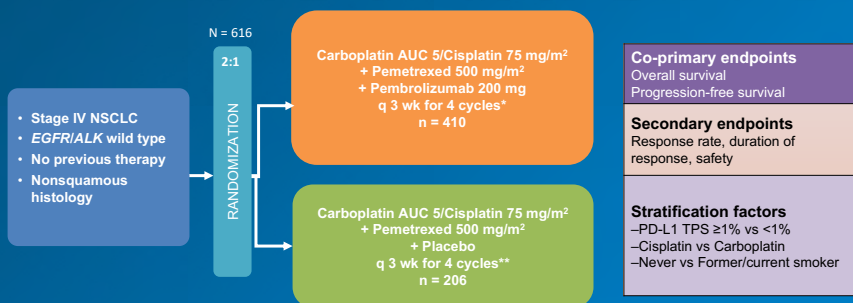 N = 616
2:1
RANDOMIZATION
• Stage IV NSCLC
• EGFR/ALK wild type
• No previous therapy
• Nonsquamous
histology
Carboplatin AUC 5/Cisplatin 75 mg/m²
+ Pemetrexed 500 mg/m²
+ Pembrolizumab 200 mg
q 3 wk for 4 cycles*
n = 410
Carboplatin AUC 5/Cisplatin 75 mg/m²
+ Pemetrexed 500 mg/m²
+ Placebo
q 3 wk for 4 cycles**
n = 206
Co-primary endpoints
Overall survival
Progression-free survival
Secondary endpoints
Response rate, duration of
response, safety
Stratification factors
–PD-L1 TPS ≥1% vs <1%
–Cisplatin vs Carboplatin
–Never vs Former/current smoker